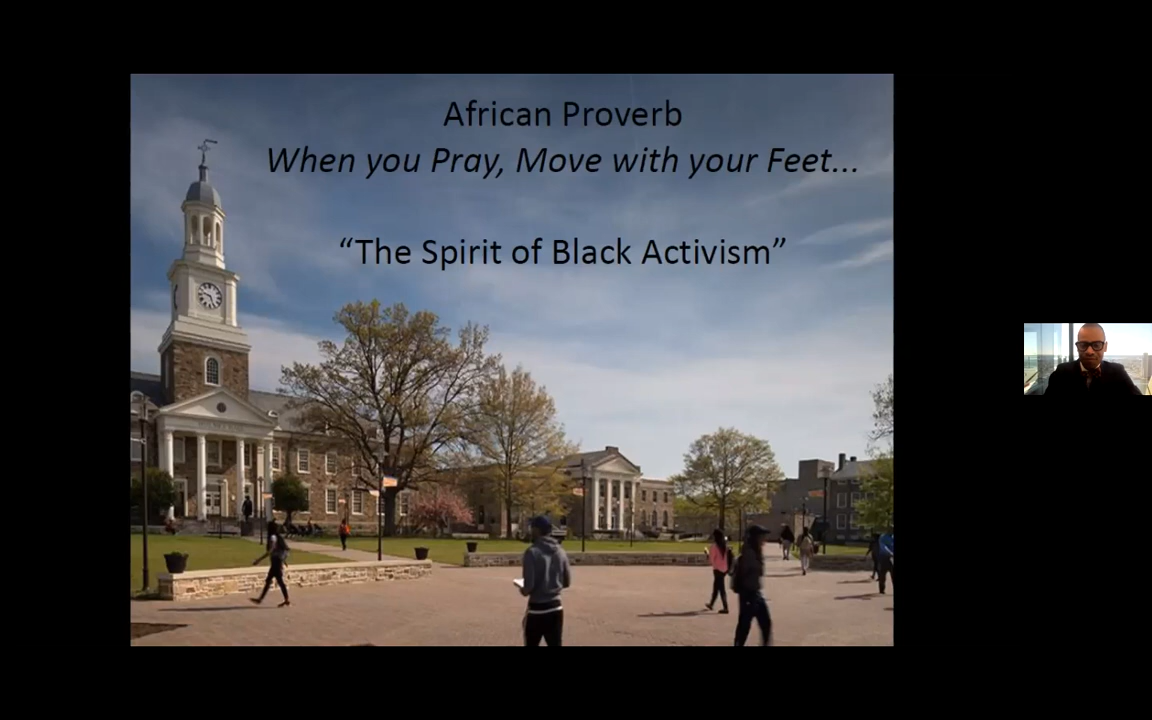 African Proverb
When you Pray, Move with your Feet...
“The Spirit of Black Activism”